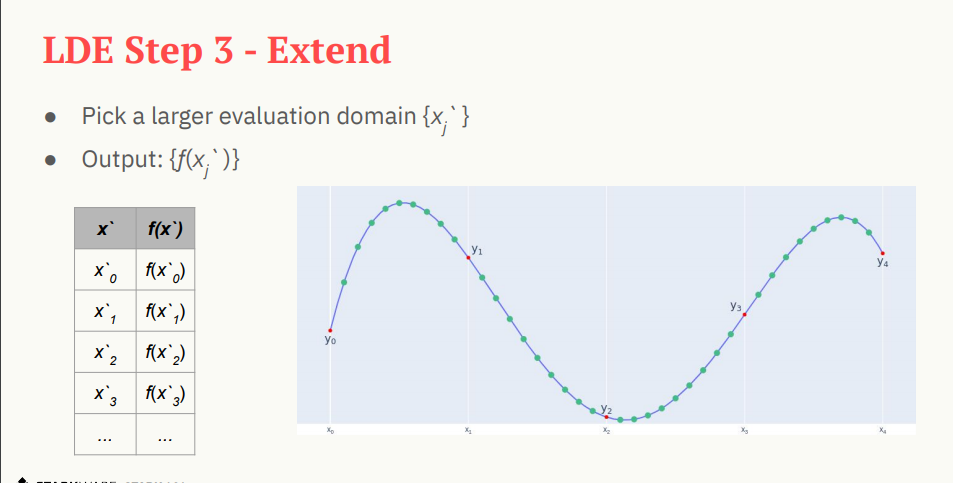 LDE Step 3 - Extend
● Pick a larger evaluation domain {x_j`}
● Output: {f(x_j`)}
x` f(x`)
x`_0 f(x`_0)
x`_1 f(x`_1)
x`_2 f(x`_2)
x`_3 f(x`_3)
... ...
y_0
y_1
y_2
y_3
y_4
x_0 x_1 x_2 x_3 x_4